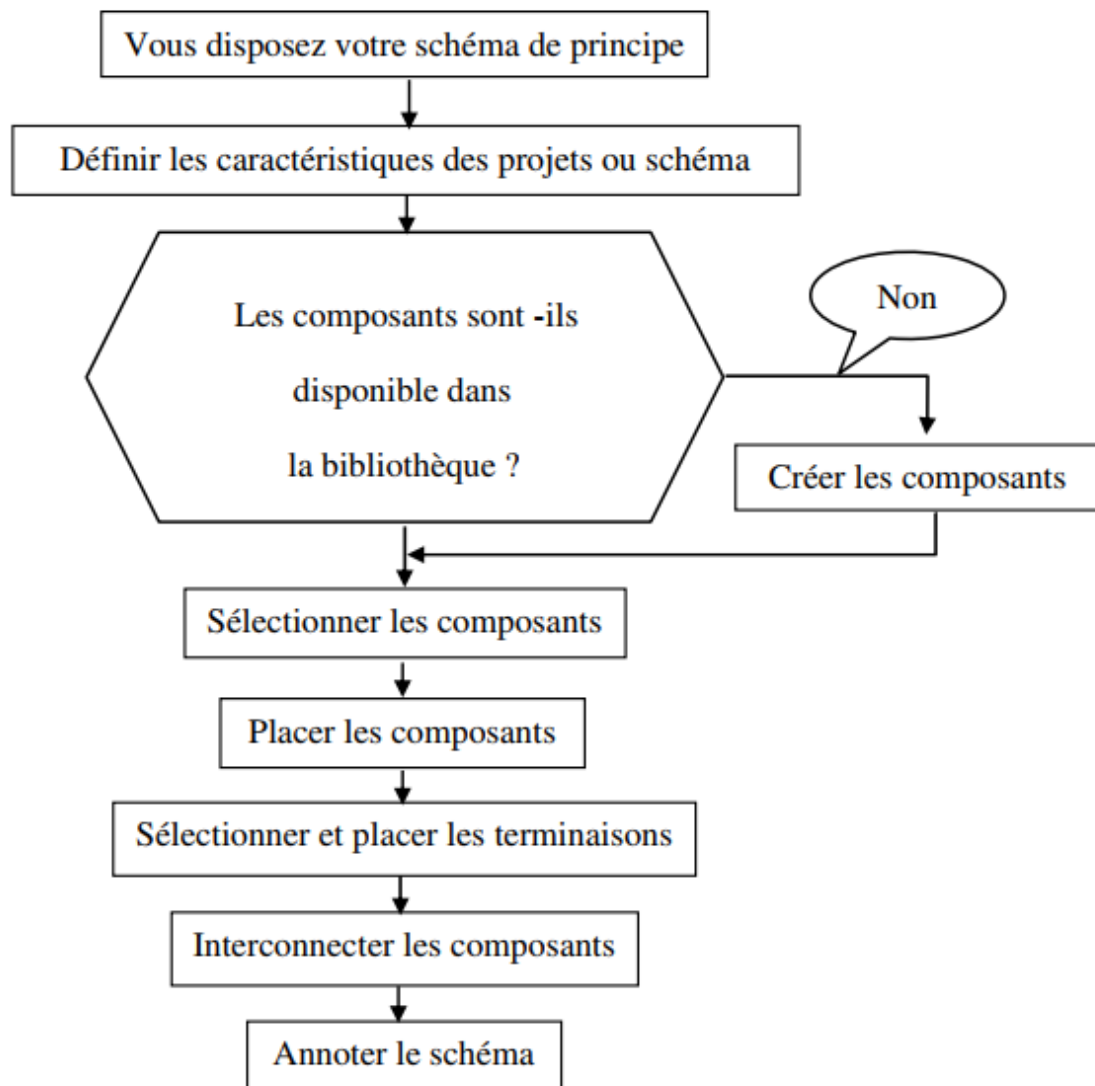 Vous disposez votre schéma de principe
Définir les caractéristiques des projets ou schéma
Les composants sont -ils
disponible dans
la bibliothèque ?
Non
Créer les composants
Sélectionner les composants
Placer les composants
Sélectionner et placer les terminaisons
Interconnecter les composants
Annoter le schéma